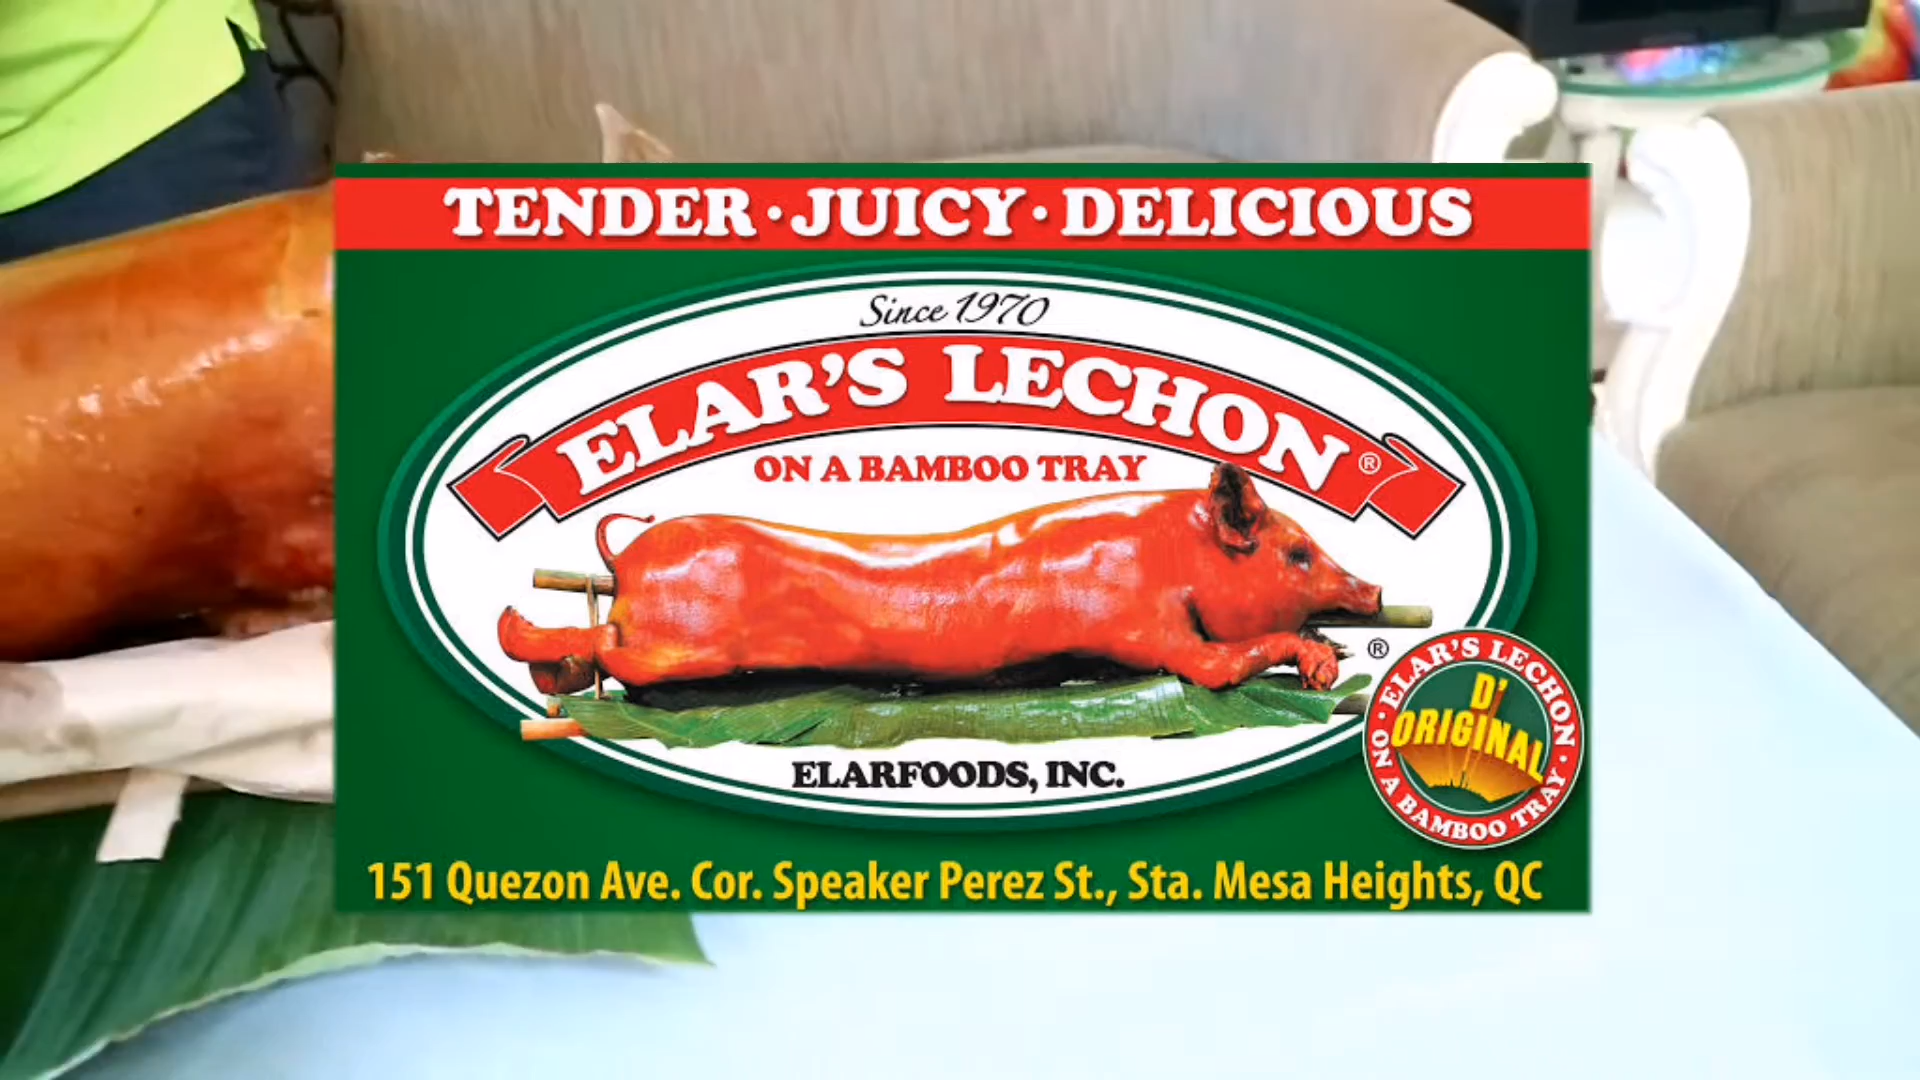 TENDER · JUICY · DELICIOUS
Since 1970
ELAR'S LECHON ®
ON A BAMBOO TRAY
®
ELAR'S LECHON
D'
ORIGINAL
· ON A BAMBOO TRAY ·
ELARFOODS, INC.
151 Quezon Ave. Cor. Speaker Perez St., Sta. Mesa Heights, QC